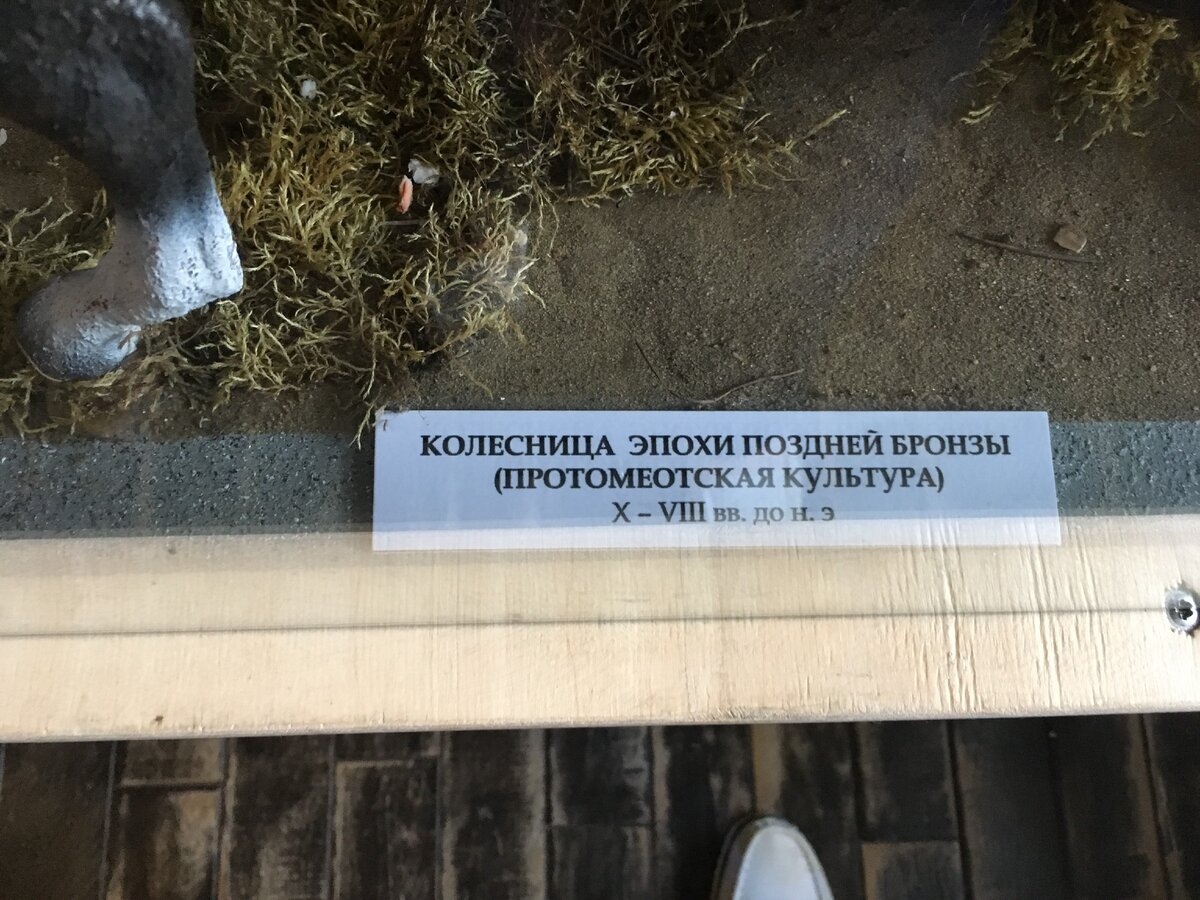 КОЛЕСНИЦА ЭПОХИ ПОЗДНЕЙ БРОНЗЫ
(ПРОТОМЕОТСКАЯ КУЛЬТУРА)
X – VIII вв. до н. э